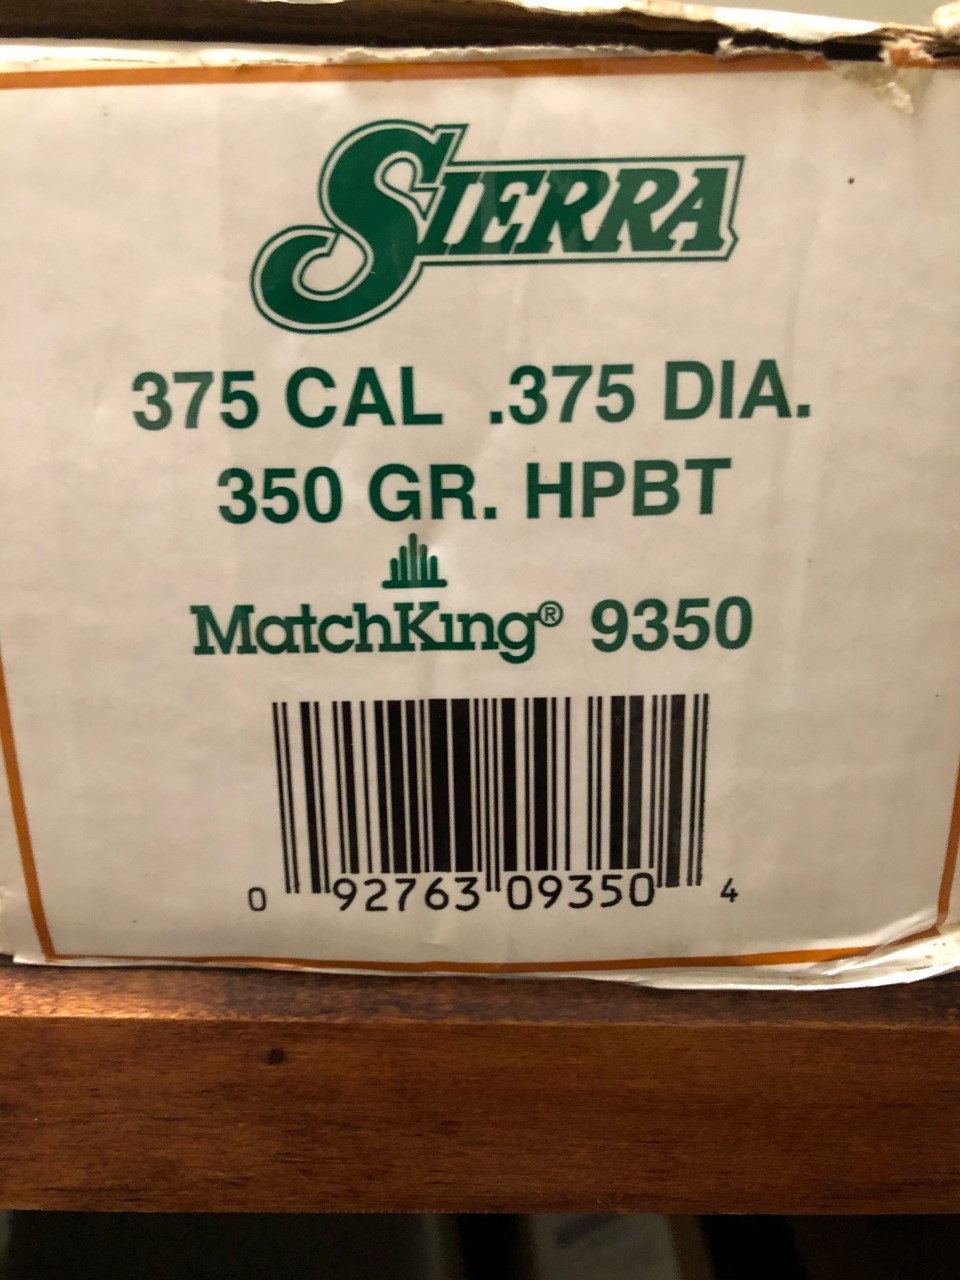 SIERRA
375 CAL .375 DIA.
350 GR. HPBT
MatchKing® 9350
0 92763 09350 4